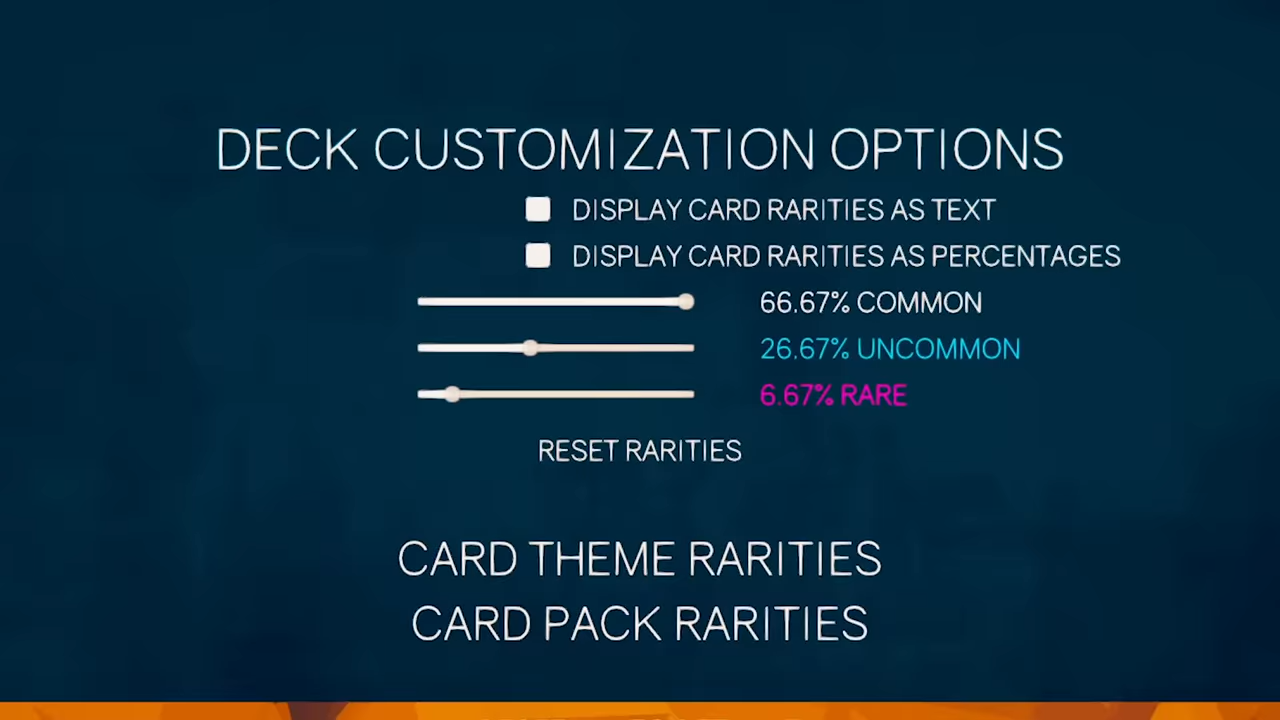 DECK CUSTOMIZATION OPTIONS
DISPLAY CARD RARITIES AS TEXT
DISPLAY CARD RARITIES AS PERCENTAGES
66.67% COMMON
26.67% UNCOMMON
6.67% RARE
RESET RARITIES
CARD THEME RARITIES
CARD PACK RARITIES